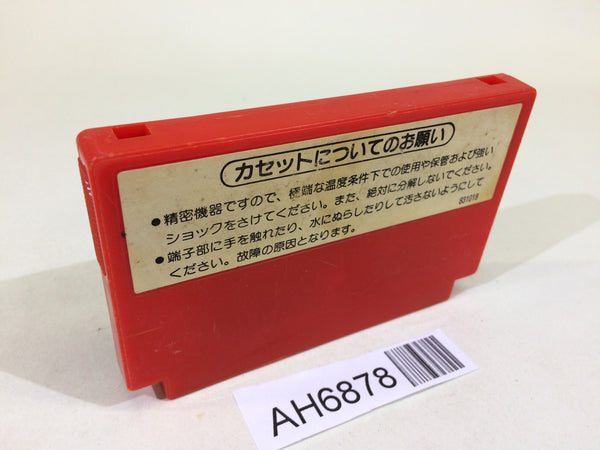 カセットについてのお願い
●精密機器ですので、極端な温度条件下での使用や保管および強い
ショックをさけてください。また、絶対に分解しないでください。
●端子部に手を触れたり、水にぬらしたりして汚さないようにして
ください。故障の原因となります。
831018
AH6878